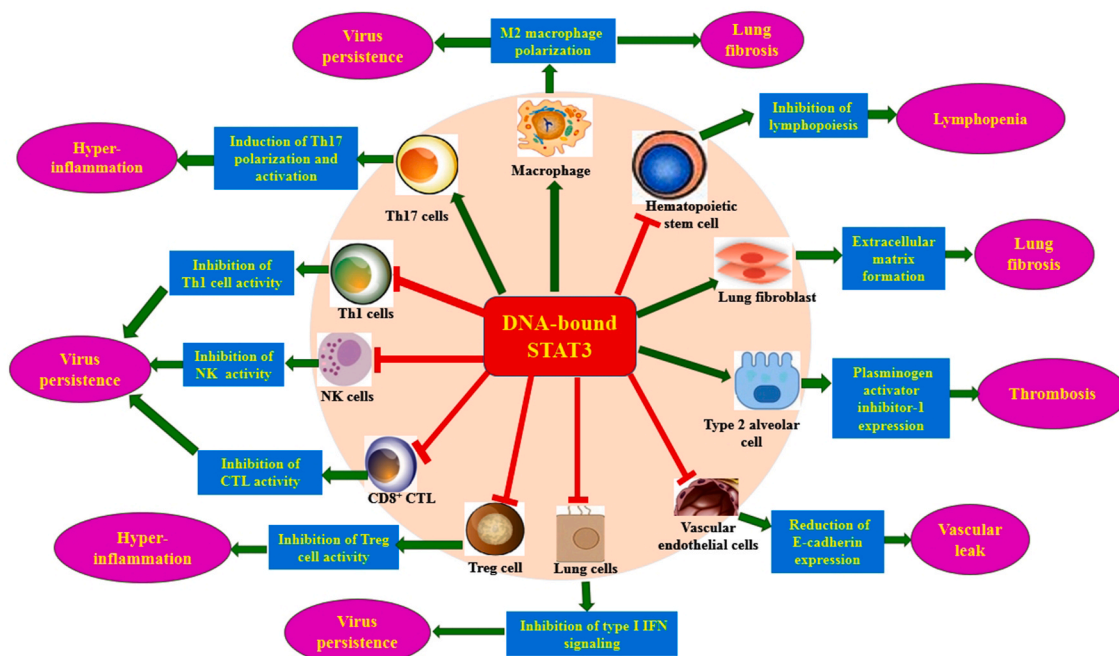 Virus
persistence
M2 macrophage
polarization
Lung
fibrosis
Inhibition of
lymphopoiesis
Lymphopenia
Hyper-
inflammation
Induction of Th17
polarization and
activation
Th17 cells
Macrophage
Hematopoietic
stem cell
Inhibition of
Th1 cell activity
Th1 cells
Lung fibroblast
Extracellular
matrix
formation
Lung
fibrosis
DNA-bound
STAT3
Virus
persistence
Inhibition of
NK activity
NK cells
Type 2 alveolar
cell
Plasminogen
activator
inhibitor-1
expression
Thrombosis
Inhibition of
CTL activity
CD8⁺ CTL
Hyper-
inflammation
Inhibition of Treg
cell activity
Treg cell
Lung cells
Vascular
endothelial cells
Reduction of
E-cadherin
expression
Vascular
leak
Virus
persistence
Inhibition of type I IFN
signaling